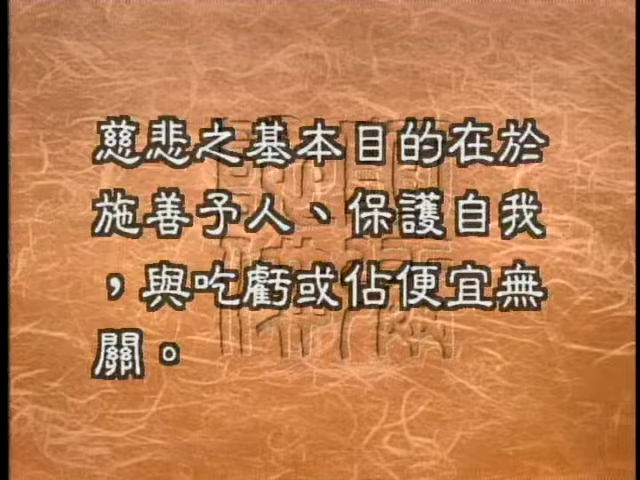 慈悲之基本目的在於
施善予人、保護自我
，與吃虧或佔便宜無
關。